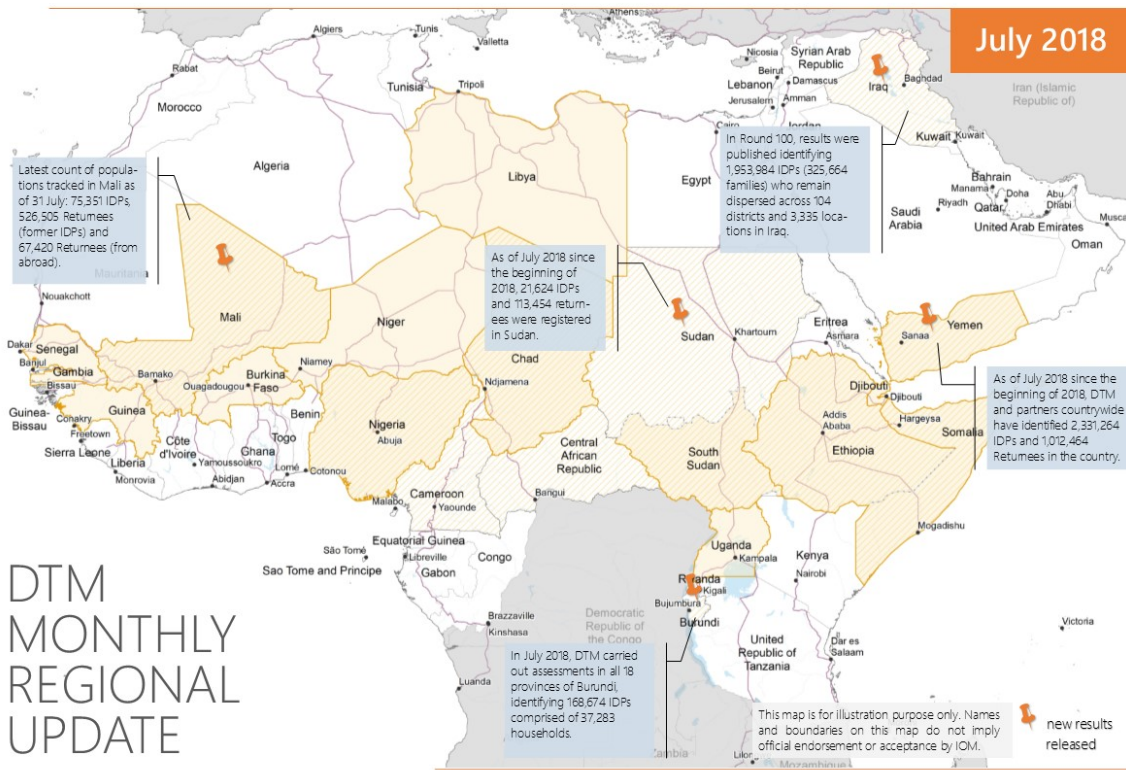 July 2018
Athens
Algiers
Tunis
Valletta
Nicosia
Syrian Arab
Republic
Beirut
Lebanon
Damascus
Baghdad
Iraq
Iran (Islamic
Republic of)
Rabat
Tunisia
Tripoli
Jerusalem
Amman
Jordan
Morocco
Cairo
Kuwait
Kuwait
In Round 100, results were
published identifying
1,953,984 IDPs (325,664
families) who remain
dispersed across 104
districts and 3,335 loca-
tions in Iraq.
Latest count of popula-
tions tracked in Mali as
of 31 July: 75,351 IDPs,
526,505 Returnees
(former IDPs) and
67,420 Returnees (from
abroad).
Algeria
Libya
Egypt
Bahrain
Manama
Doha
Abu
Dhabi
Riyadh
Qatar
Saudi
Arabia
United Arab Emirates
Musca
Oman
As of July 2018 since
the beginning of
2018, 21,624 IDPs
and 113,454 return-
ees were registered
in Sudan.
Mauritania
Nouakchott
Mali
Niger
Sudan
Khartoum
Eritrea
Asmara
Yemen
Sanaa
Dakar
Senegal
Banjul
Gambia
Bissau
Guinea-
Bissau
Bamako
Niamey
Burkina
Faso
Ouagadougou
Chad
Ndjamena
Djibouti
Djibouti
As of July 2018 since the
beginning of 2018, DTM
and partners countrywide
have identified 2,331,264
IDPs and 1,012,464
Returnees in the country.
Guinea
Conakry
Freetown
Sierra Leone
Benin
Nigeria
Abuja
Addis
Ababa
Hargeysa
Somalia
Côte
d'Ivoire
Togo
Ghana
Central
African
Republic
South
Sudan
Ethiopia
Liberia
Monrovia
Yamoussoukro
Lomé
Cotonou
Abidjan
Accra
Cameroon
Malabo
Yaounde
Bangui
Mogadishu
Equatorial Guinea
São Tomé
Libreville
Congo
Sao Tome and Principe
Gabon
Uganda
Kampala
Kenya
Nairobi
Rwanda
Kigali
Bujumbura
Burundi
Brazzaville
Kinshasa
Democratic
Republic of
the Congo
United
Republic of
Tanzania
Dar es
Salaam
Victoria
Luanda
In July 2018, DTM carried
out assessments in all 18
provinces of Burundi,
identifying 168,674 IDPs
comprised of 37,283
households.
DTM
MONTHLY
REGIONAL
UPDATE
This map is for illustration purpose only. Names
and boundaries on this map do not imply
official endorsement or acceptance by IOM.
new results
released
Zambia
Lilon
Mozambique